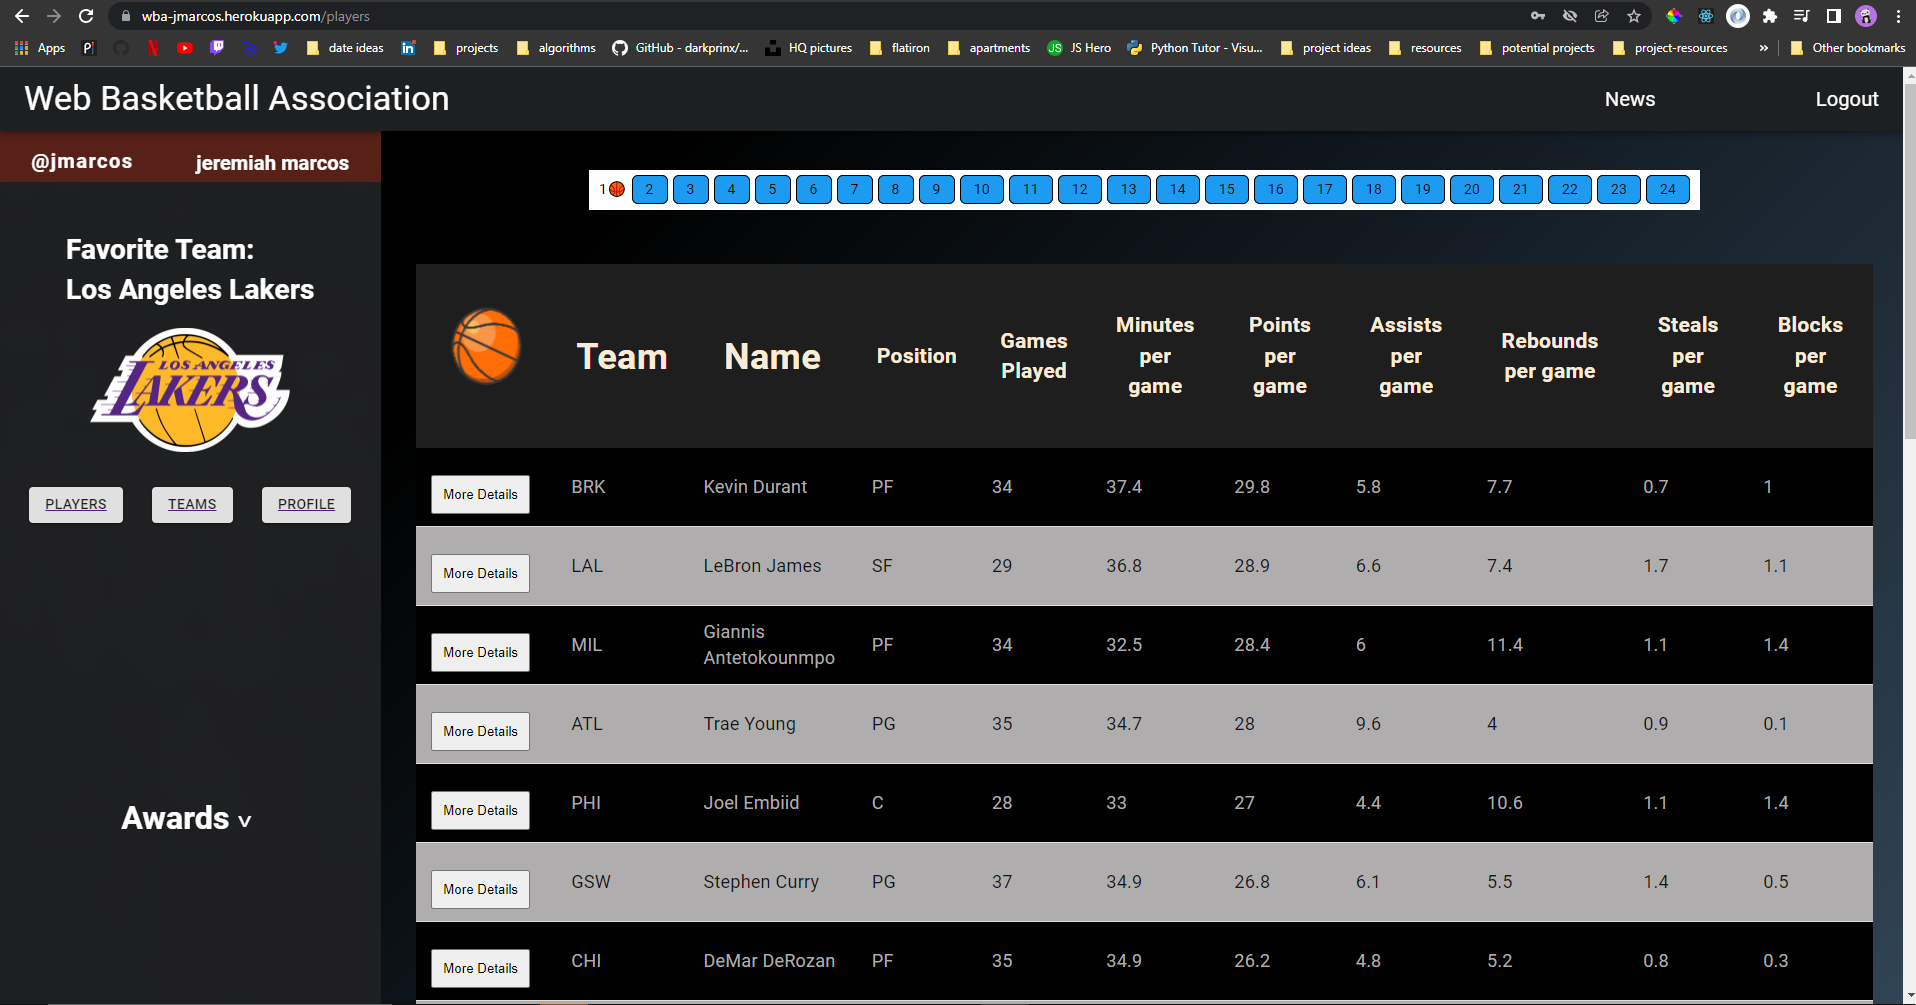 wba-jmarcos.herokuapp.com/players
Apps date ideas projects algorithms GitHub - darkprinx/... HQ pictures flatiron apartments JS JS Hero Python Tutor - Visu... project ideas resources potential projects project-resources » Other bookmarks
Web Basketball Association News Logout
@jmarcos jeremiah marcos
1 2 3 4 5 6 7 8 9 10 11 12 13 14 15 16 17 18 19 20 21 22 23 24
Favorite Team:
Los Angeles Lakers
LOS ANGELES
LAKERS
PLAYERS TEAMS PROFILE
Awards v
Team Name Position Games Played Minutes per game Points per game Assists per game Rebounds per game Steals per game Blocks per game
More Details BRK Kevin Durant PF 34 37.4 29.8 5.8 7.7 0.7 1
More Details LAL LeBron James SF 29 36.8 28.9 6.6 7.4 1.7 1.1
More Details MIL Giannis Antetokounmpo PF 34 32.5 28.4 6 11.4 1.1 1.4
More Details ATL Trae Young PG 35 34.7 28 9.6 4 0.9 0.1
More Details PHI Joel Embiid C 28 33 27 4.4 10.6 1.1 1.4
More Details GSW Stephen Curry PG 37 34.9 26.8 6.1 5.5 1.4 0.5
More Details CHI DeMar DeRozan PF 35 34.9 26.2 4.8 5.2 0.8 0.3